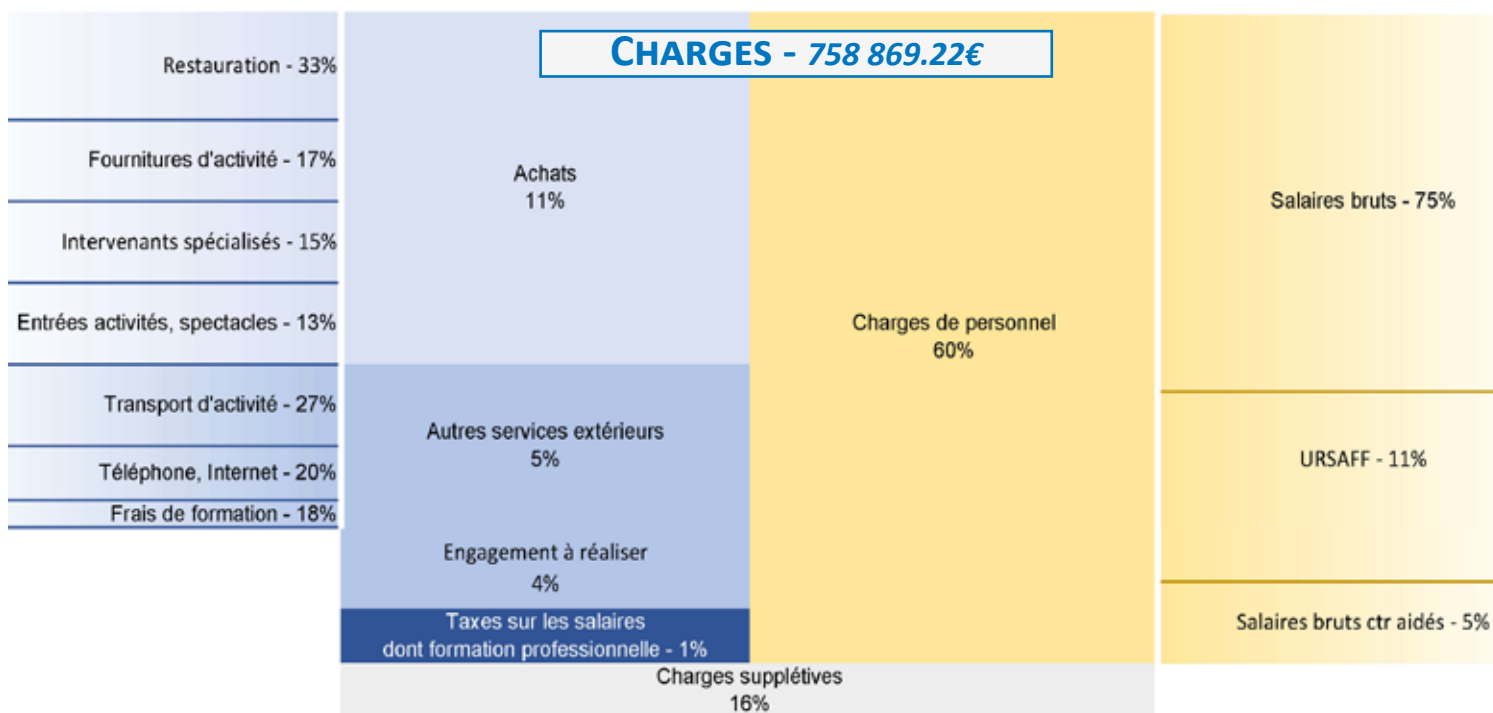 CHARGES - 758 869.22€
Restauration - 33%
Fournitures d'activité - 17%
Intervenants spécialisés - 15%
Entrées activités, spectacles - 13%
Transport d'activité - 27%
Téléphone, Internet - 20%
Frais de formation - 18%
Achats
11%
Autres services extérieurs
5%
Engagement à réaliser
4%
Taxes sur les salaires
dont formation professionnelle - 1%
Charges de personnel
60%
Salaires bruts - 75%
URSAFF - 11%
Salaires bruts ctr aidés - 5%
Charges supplétives
16%